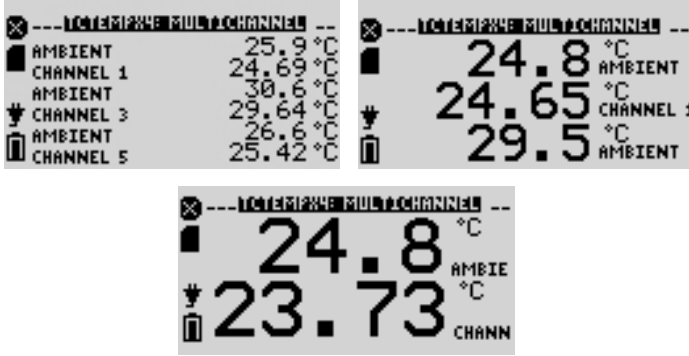 ---TCTEMPX4: MULTICHANNEL --
AMBIENT 25.9 °C
CHANNEL 1 24.69 °C
AMBIENT 30.6 °C
CHANNEL 3 29.64 °C
AMBIENT 26.6 °C
CHANNEL 5 25.42 °C
---TCTEMPX4: MULTICHANNEL --
24.8 °C AMBIENT
24.65 °C CHANNEL 1
29.5 °C AMBIENT
---TCTEMPX4: MULTICHANNEL --
24.8 °C AMBIE
23.73 °C CHANN